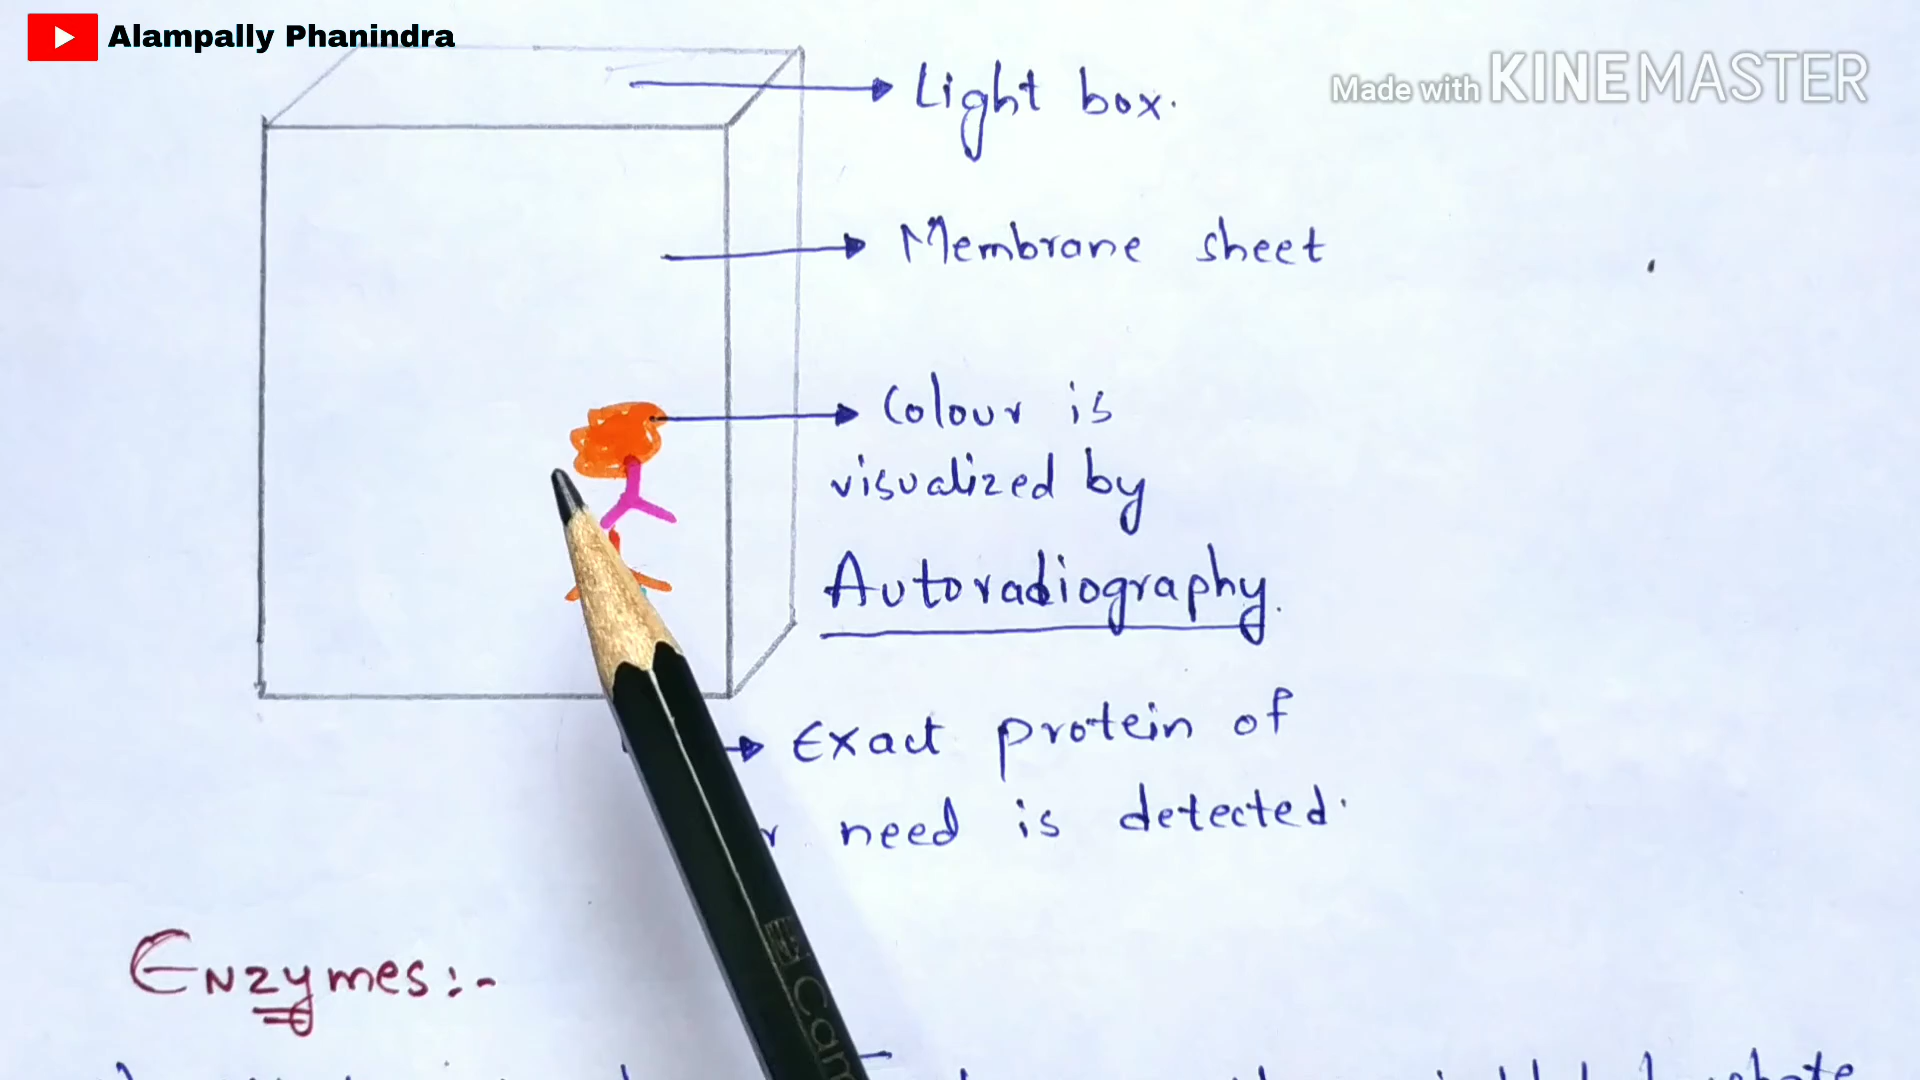 Alampally Phanindra
Made with KINEMASTER
Light box.
Membrane sheet
Colour is
visualized by
Autoradiography.
Exact protein of
need is detected.
Enzymes:-
Cam